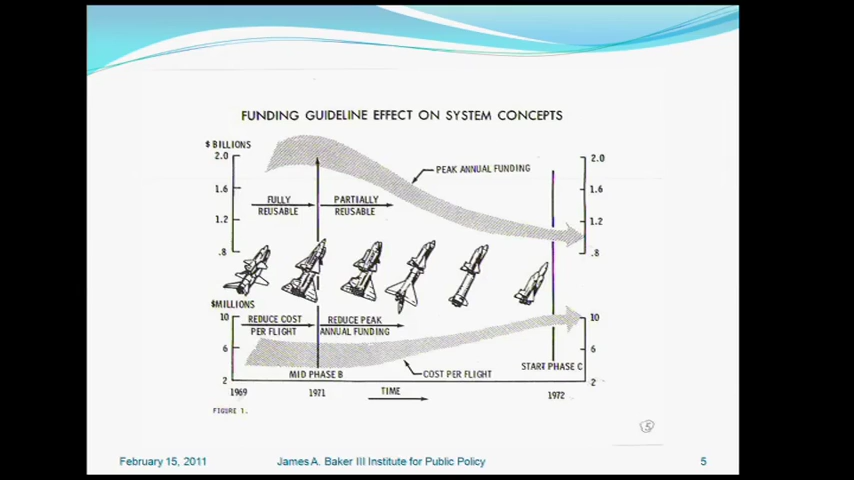 FUNDING GUIDELINE EFFECT ON SYSTEM CONCEPTS
$ BILLIONS
2.0
1.6
1.2
.8
2.0
1.6
1.2
.8
PEAK ANNUAL FUNDING
FULLY
REUSABLE
PARTIALLY
REUSABLE
$MILLIONS
10
6
2
10
6
2
REDUCE COST
PER FLIGHT
REDUCE PEAK
ANNUAL FUNDING
MID PHASE B
COST PER FLIGHT
START PHASE C
1969
1971
TIME
1972
FIGURE 1.
5
February 15, 2011
James A. Baker III Institute for Public Policy
5